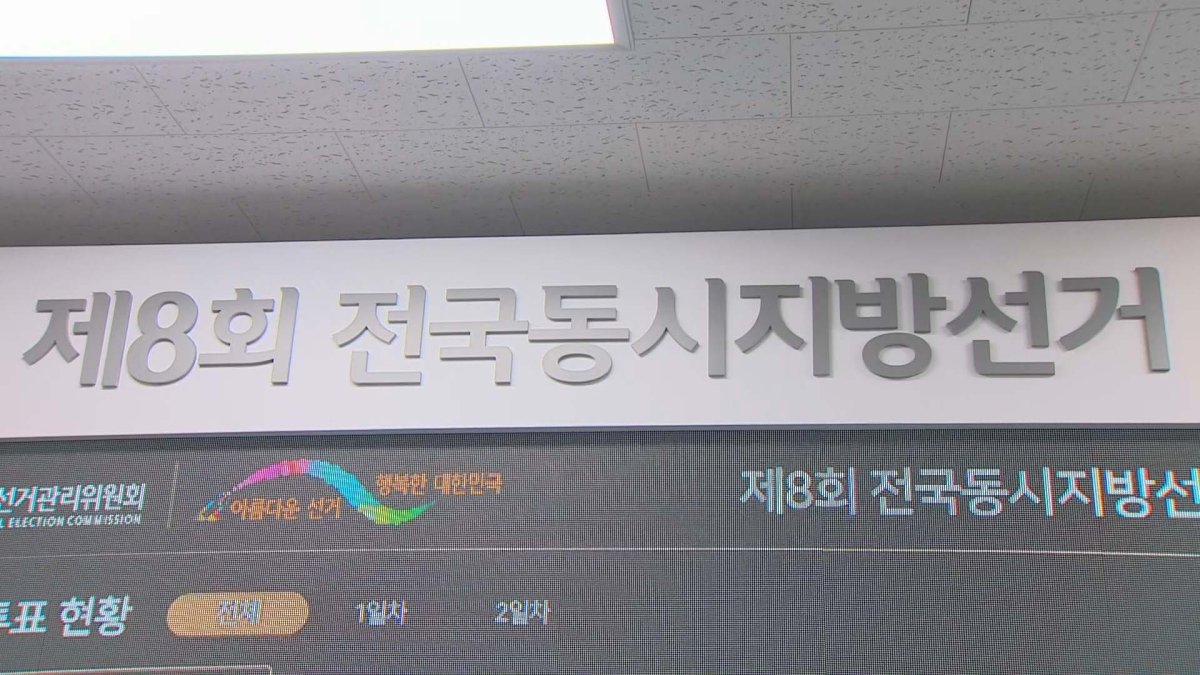 제8회 전국동시지방선거
선거관리위원회
L ELECTION COMMISSION
아름다운 선거
행복한 대한민국
제8회 전국동시지방선
투표 현황
전체
1일차
2일차